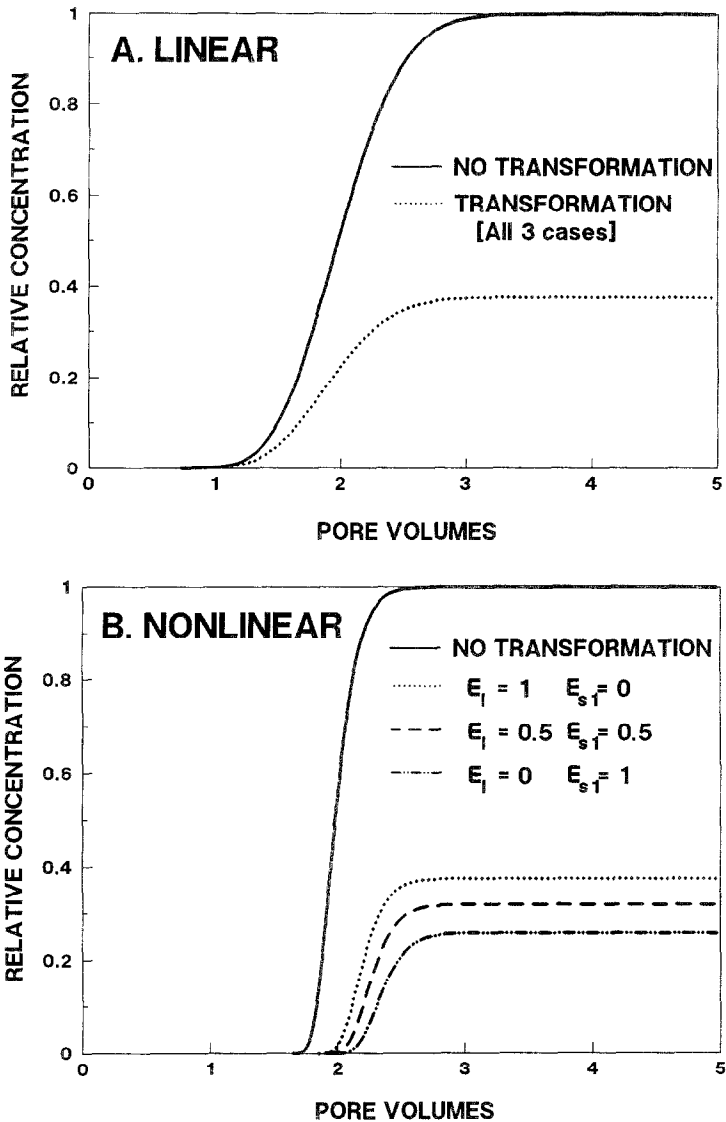 A. LINEAR
1
0.8
0.6
0.4
0.2
0
RELATIVE CONCENTRATION
NO TRANSFORMATION
TRANSFORMATION
[All 3 cases]
0 1 2 3 4 5
PORE VOLUMES
B. NONLINEAR
1
0.8
0.6
0.4
0.2
0
RELATIVE CONCENTRATION
NO TRANSFORMATION
E_l = 1 E_s1 = 0
E_l = 0.5 E_s1 = 0.5
E_l = 0 E_s1 = 1
0 1 2 3 4 5
PORE VOLUMES